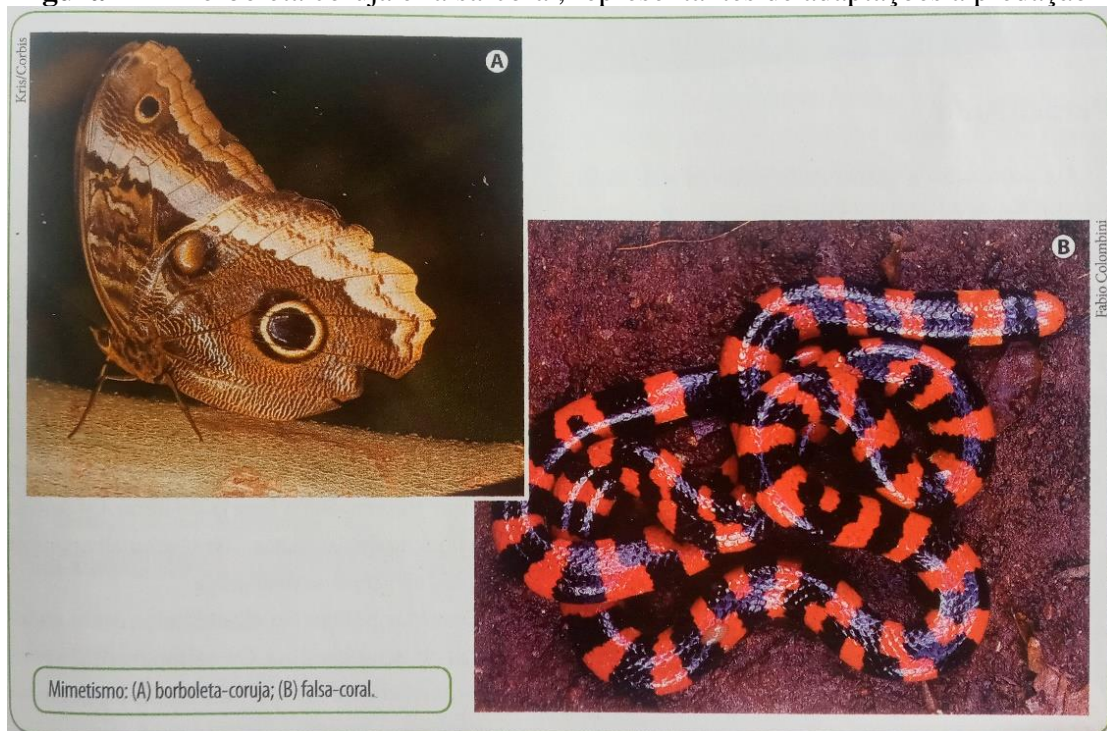 Kris/Corbis
A
B
Fabio Colombini
Mimetismo: (A) borboleta-coruja; (B) falsa-coral.